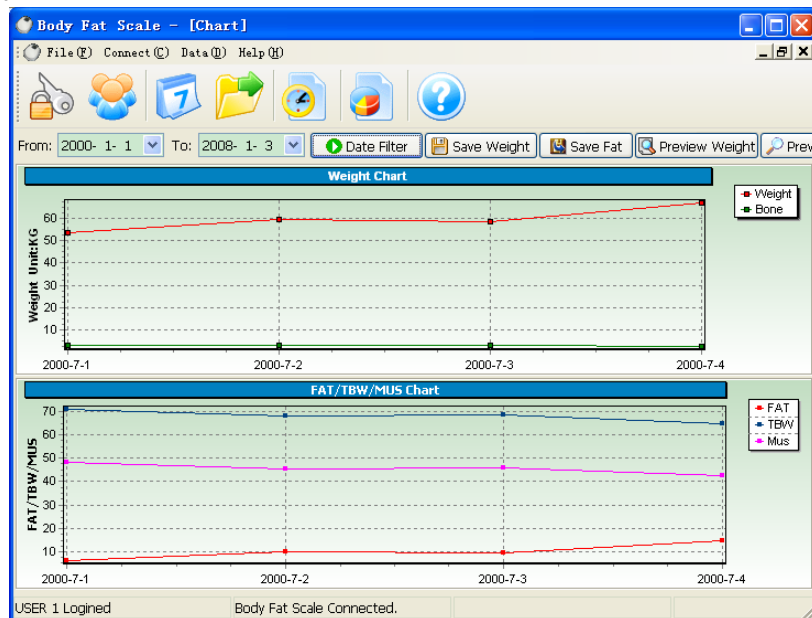 Body Fat Scale - [Chart]
File(F) Connect(C) Data(D) Help(H)
7
From: 2000- 1- 1 To: 2008- 1- 3 Date Filter Save Weight Save Fat Preview Weight Prev
Weight Chart
Weight
Bone
Weight Unit:KG
60
50
40
30
20
10
2000-7-1 2000-7-2 2000-7-3 2000-7-4
FAT/TBW/MUS Chart
FAT
TBW
Mus
FAT/TBW/MUS
70
60
50
40
30
20
10
2000-7-1 2000-7-2 2000-7-3 2000-7-4
USER 1 Logined Body Fat Scale Connected.